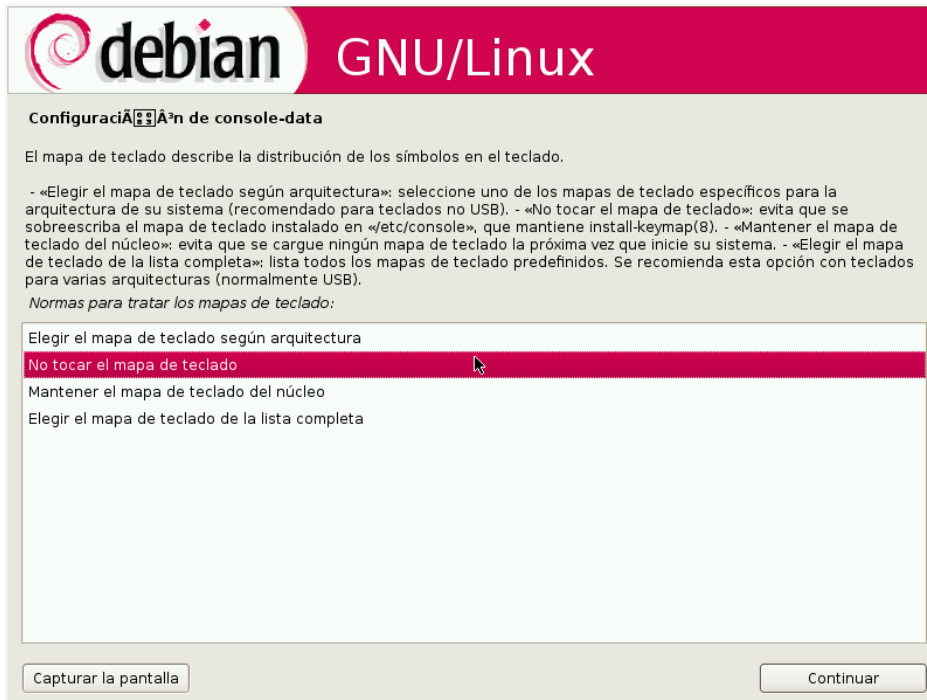 debian GNU/Linux
ConfiguraciÃ³n de console-data
El mapa de teclado describe la distribución de los símbolos en el teclado.
- «Elegir el mapa de teclado según arquitectura»: seleccione uno de los mapas de teclado específicos para la
arquitectura de su sistema (recomendado para teclados no USB). - «No tocar el mapa de teclado»: evita que se
sobreescriba el mapa de teclado instalado en «/etc/console», que mantiene install-keymap(8). - «Mantener el mapa de
teclado del núcleo»: evita que se cargue ningún mapa de teclado la próxima vez que inicie su sistema. - «Elegir el mapa
de teclado de la lista completa»: lista todos los mapas de teclado predefinidos. Se recomienda esta opción con teclados
para varias arquitecturas (normalmente USB).
Normas para tratar los mapas de teclado:
Elegir el mapa de teclado según arquitectura
No tocar el mapa de teclado
Mantener el mapa de teclado del núcleo
Elegir el mapa de teclado de la lista completa
Capturar la pantalla
Continuar